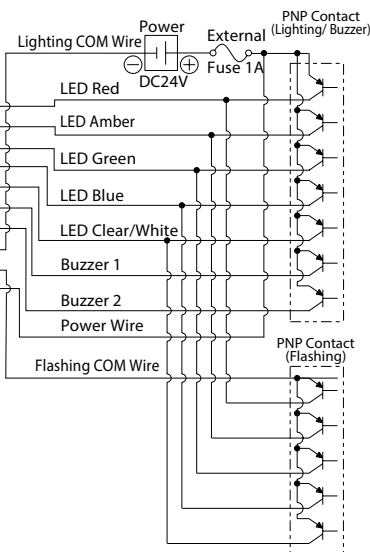 PNP Contact
(Lighting/ Buzzer)
Power
External
Lighting COM Wire
Fuse 1A
DC24V
LED Red
LED Amber
LED Green
LED Blue
LED Clear/White
Buzzer 1
Buzzer 2
Power Wire
PNP Contact
(Flashing)
Flashing COM Wire